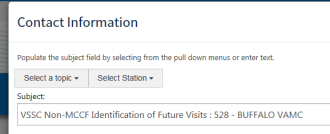 Contact Information
Populate the subject field by selecting from the pull down menus or enter text.
Select a topic Select Station
Subject:
VSSC Non-MCCF Identification of Future Visits : 528 - BUFFALO VAMC